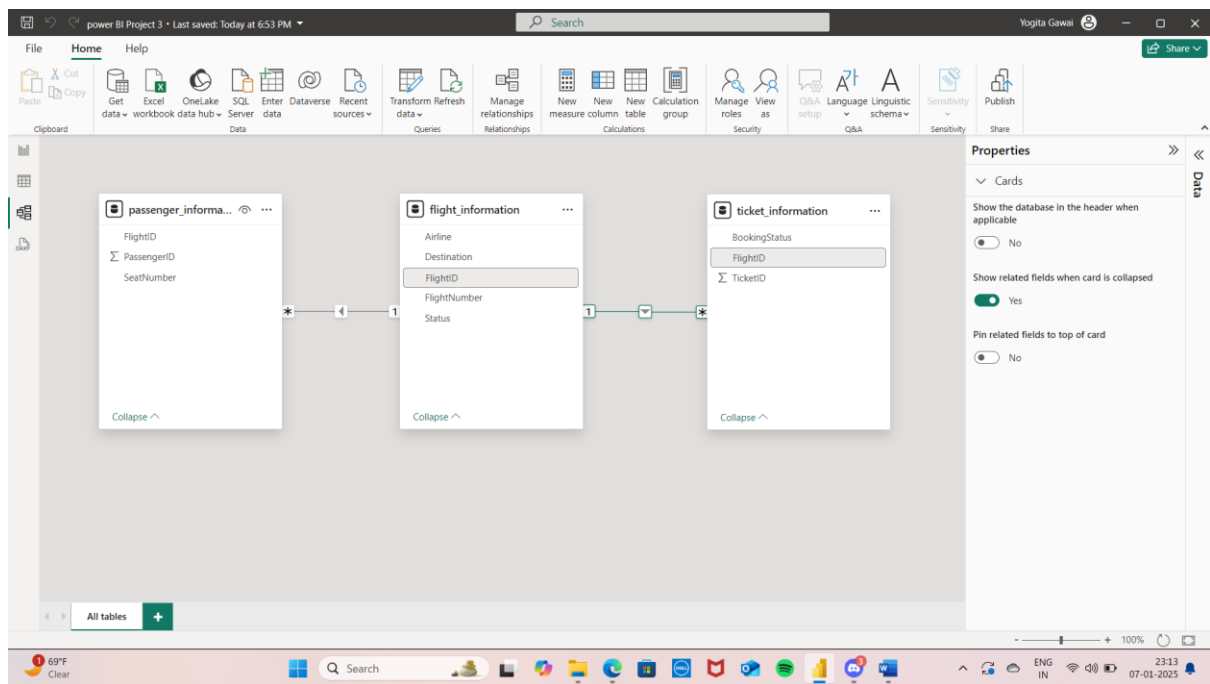 power BI Project 3 • Last saved: Today at 6:53 PM
Search
Yogita Gawai
File Home Help
Share
Paste
Cut
Copy
Get data
Excel workbook
OneLake data hub
SQL Server
Enter data
Dataverse
Recent sources
Transform data
Refresh
Manage relationships
New measure
New column
New table
Calculation group
Manage roles
View as
Q&A setup
Language
Linguistic schema
Sensitivity
Publish
Clipboard
Data
Queries
Relationships
Calculations
Security
Q&A
Sensitivity
Share
passenger_informa...
FlightID
PassengerID
SeatNumber
Collapse
*
1
flight_information
Airline
Destination
FlightID
FlightNumber
Status
Collapse
1
*
ticket_information
BookingStatus
FlightID
TicketID
Collapse
Properties
Cards
Show the database in the header when
applicable
No
Show related fields when card is collapsed
Yes
Pin related fields to top of card
No
Data
All tables
+
- + 100%
1
69°F
Clear
Search
DELL
3
ENG
IN
23:13
07-01-2025